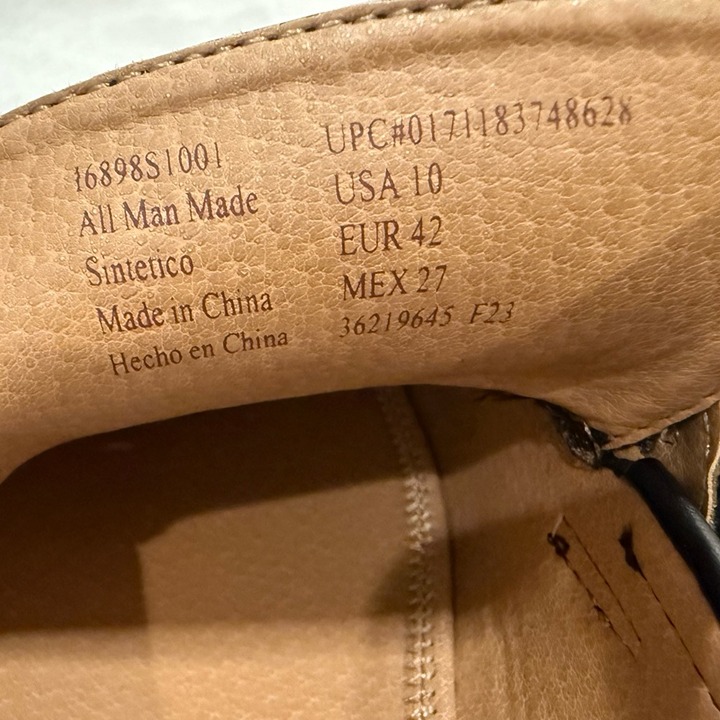 16898S1001
All Man Made
Sintetico
Made in China
Hecho en China
UPC#0171183748628
USA 10
EUR 42
MEX 27
36219645 F23